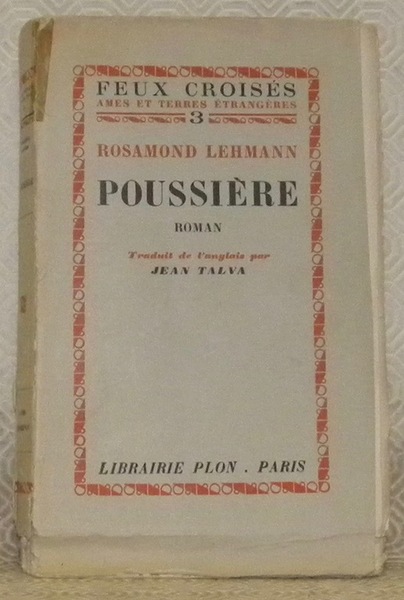 FEUX CROISÉS
AMES ET TERRES ÉTRANGÈRES
3
ROSAMOND LEHMANN
POUSSIÈRE
ROMAN
Traduit de l'anglais par
JEAN TALVA
LIBRAIRIE PLON . PARIS